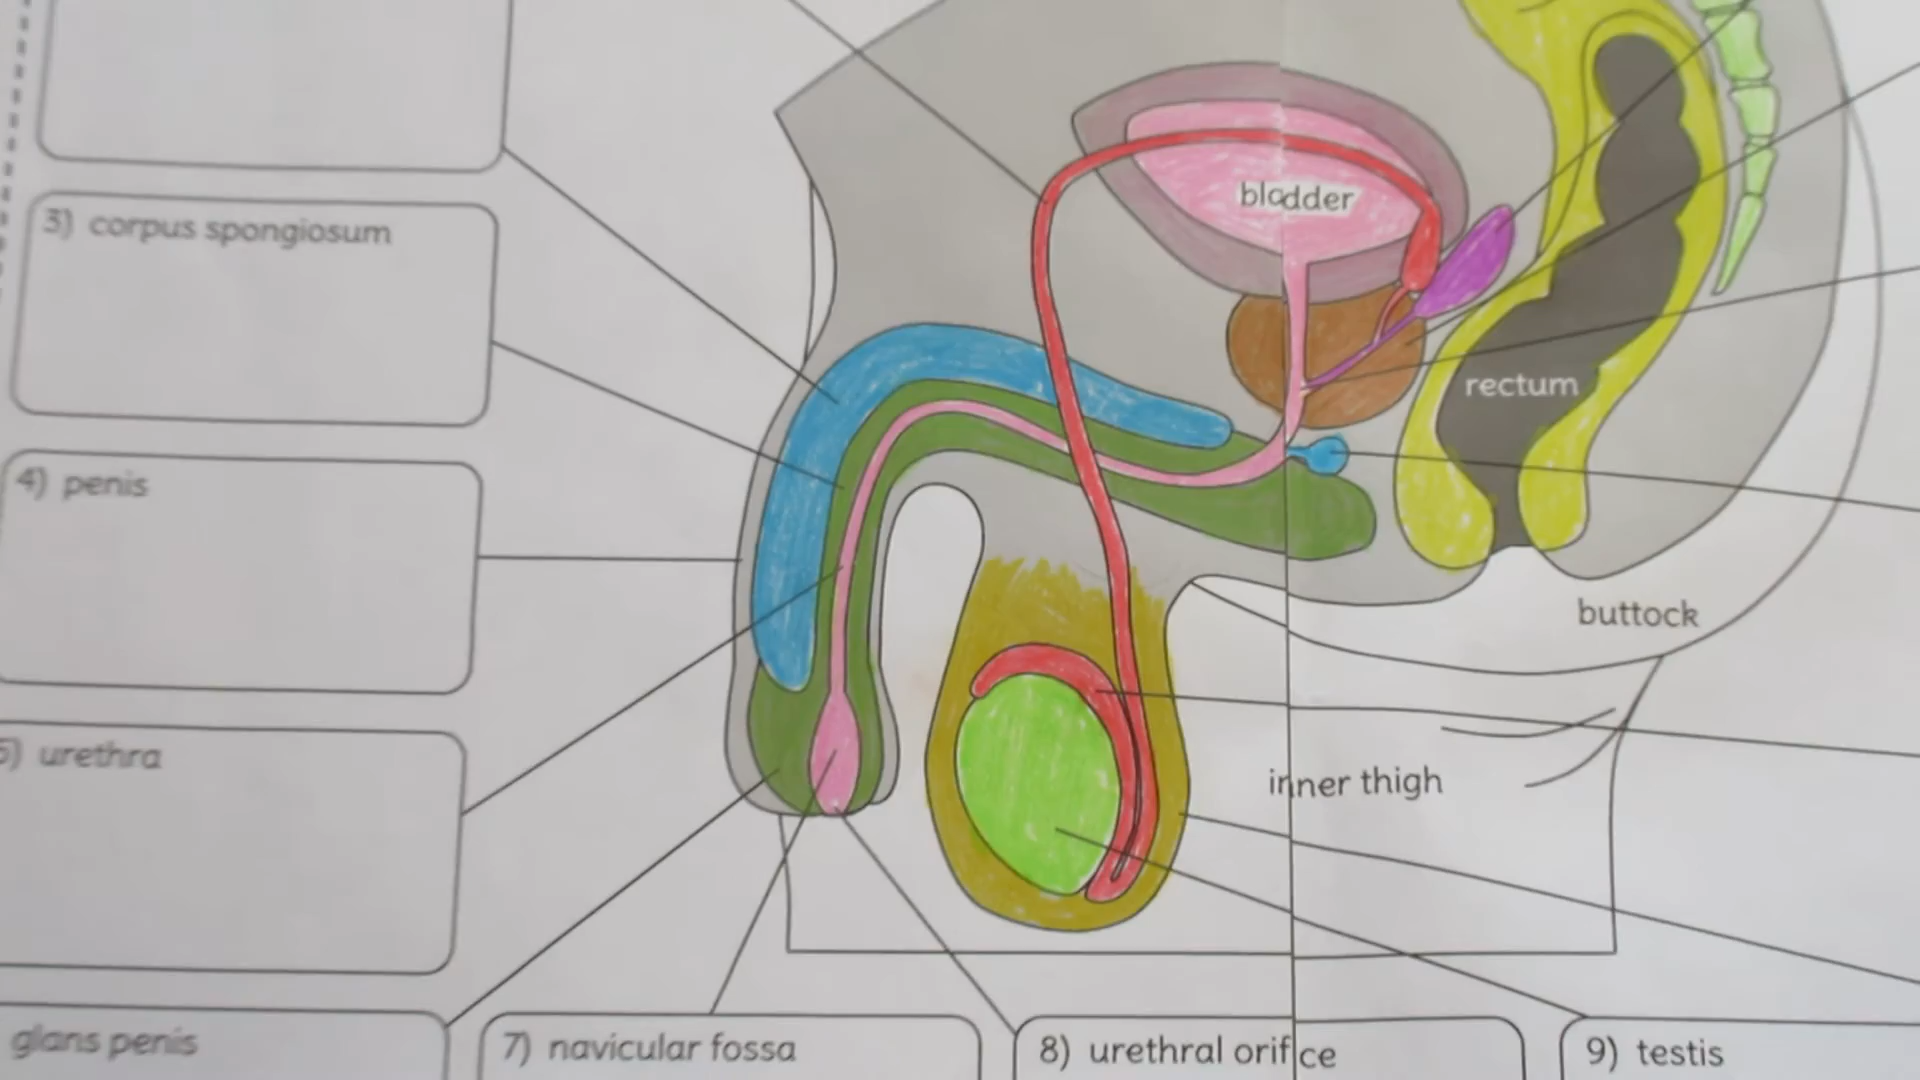 bladder
3) corpus spongiosum
rectum
4) penis
buttock
5) urethra
inner thigh
glans penis
7) navicular fossa
8) urethral orifice
9) testis